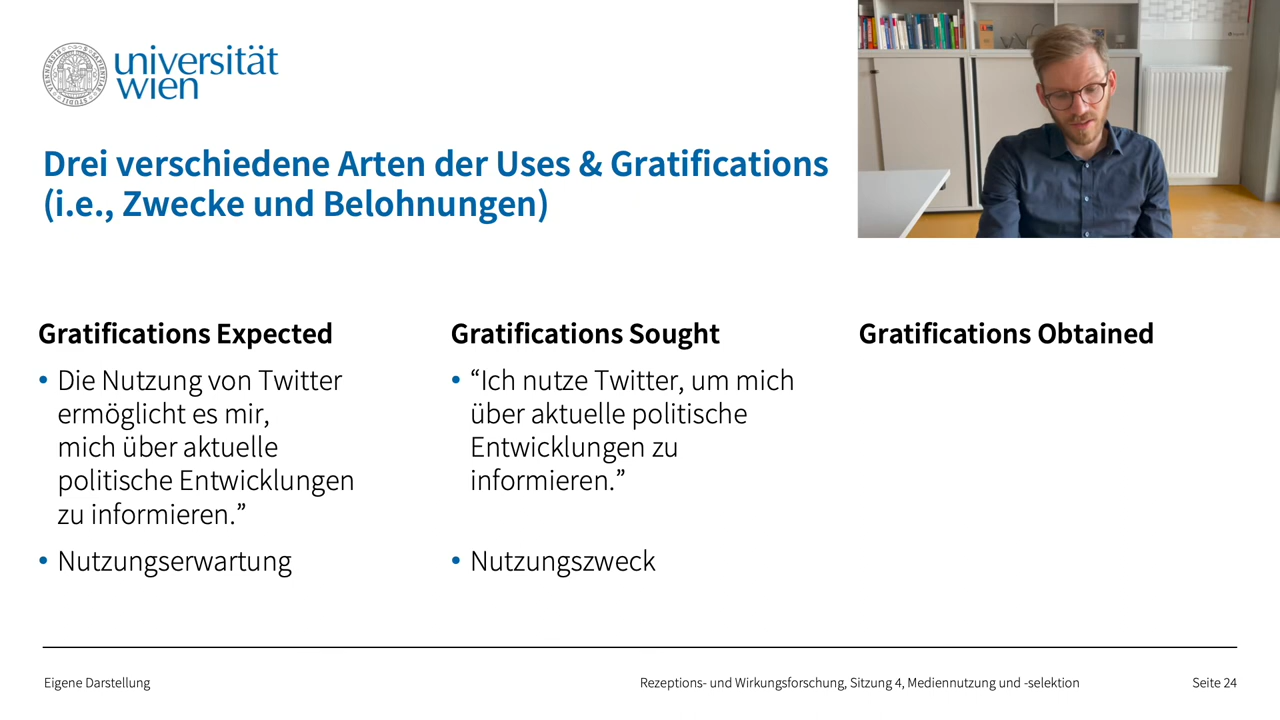 universität
wien
Drei verschiedene Arten der Uses & Gratifications
(i.e., Zwecke und Belohnungen)
Gratifications Expected
• Die Nutzung von Twitter
ermöglicht es mir,
mich über aktuelle
politische Entwicklungen
zu informieren.”
• Nutzungserwartung
Gratifications Sought
• “Ich nutze Twitter, um mich
über aktuelle politische
Entwicklungen zu
informieren.”
• Nutzungszweck
Gratifications Obtained
Eigene Darstellung
Rezeptions- und Wirkungsforschung, Sitzung 4, Mediennutzung und -selektion
Seite 24